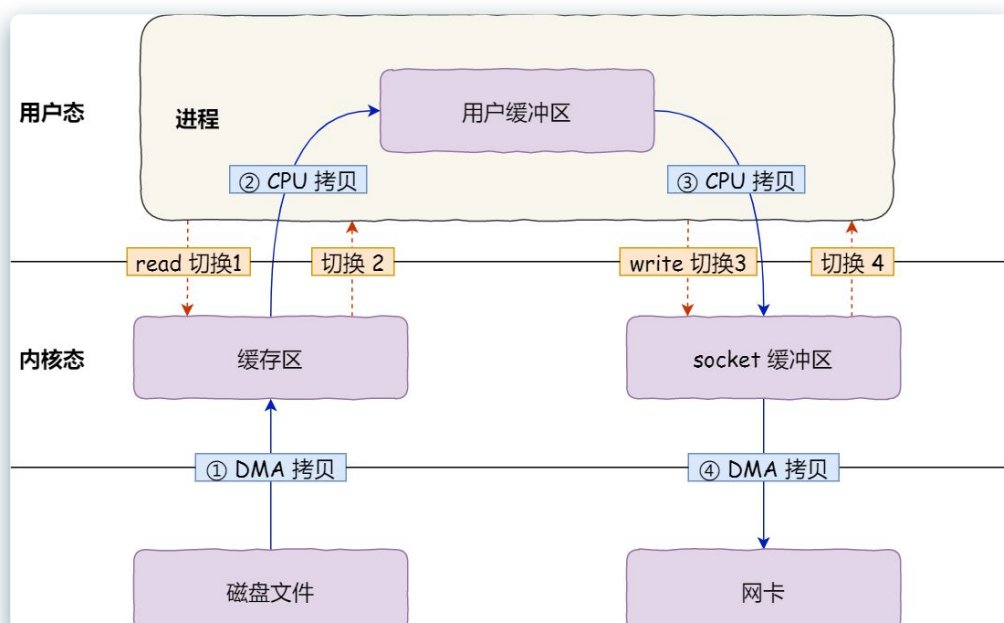 用户态
进程
用户缓冲区
② CPU 拷贝
③ CPU 拷贝
read 切换1
切换 2
write 切换3
切换 4
内核态
缓存区
socket 缓冲区
① DMA 拷贝
④ DMA 拷贝
磁盘文件
网卡